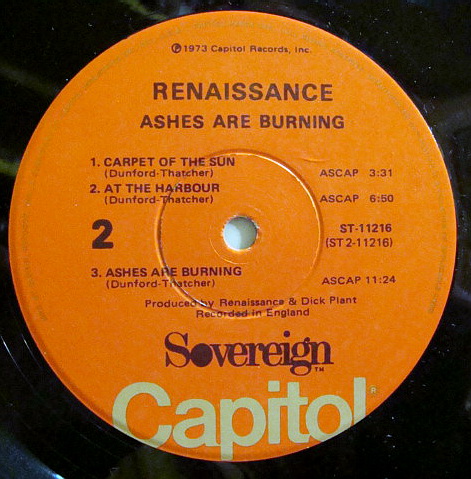 ℗1973 Capitol Records, Inc.
RENAISSANCE
ASHES ARE BURNING
1. CARPET OF THE SUN ASCAP 3:31
(Dunford-Thatcher)
2. AT THE HARBOUR ASCAP 6:50
(Dunford-Thatcher)
2 ST-11216
(ST 2-11216)
3. ASHES ARE BURNING ASCAP 11:24
(Dunford-Thatcher)
Produced by Renaissance & Dick Plant
Recorded in England
Sovereign™
Capitol®